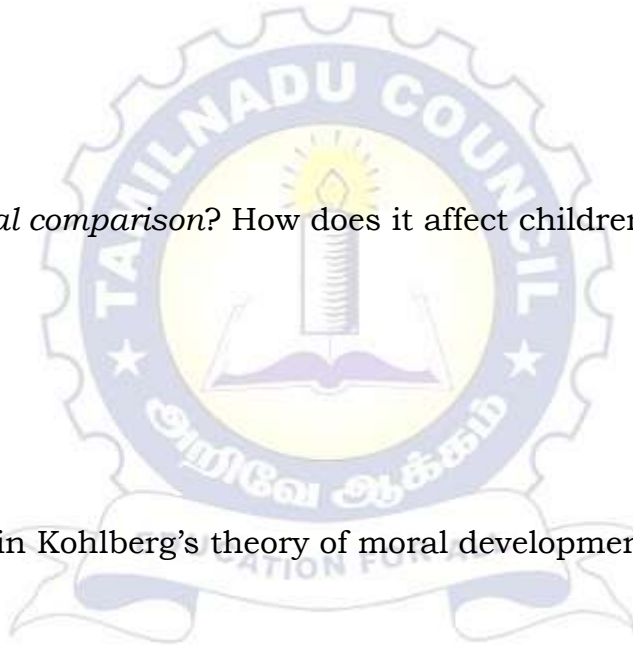 TAMILNADU COUNCIL
al comparison? How does it affect children
அறிவே ஆக்கம்
in Kohlberg’s theory of moral developmen
EDUCATION FOR ALL